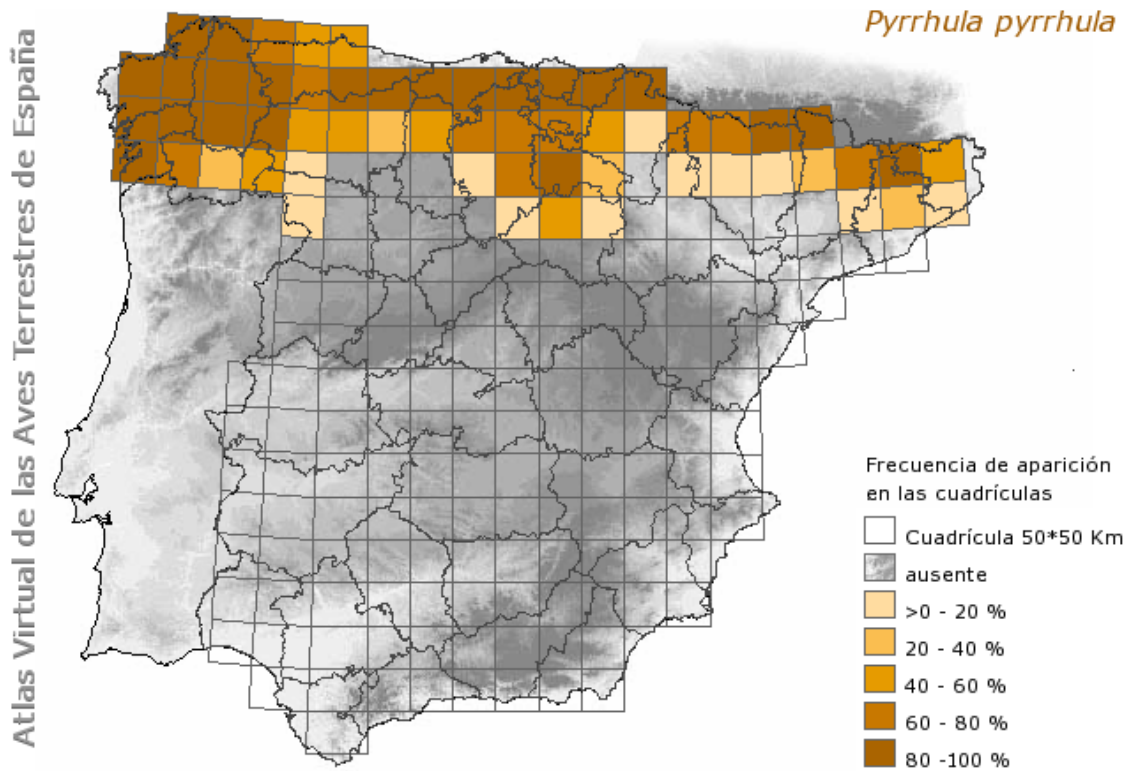 Pyrrhula pyrrhula
Atlas Virtual de las Aves Terrestres de España
Frecuencia de aparición
en las cuadrículas
Cuadrícula 50*50 Km
ausente
>0 - 20 %
20 - 40 %
40 - 60 %
60 - 80 %
80 -100 %